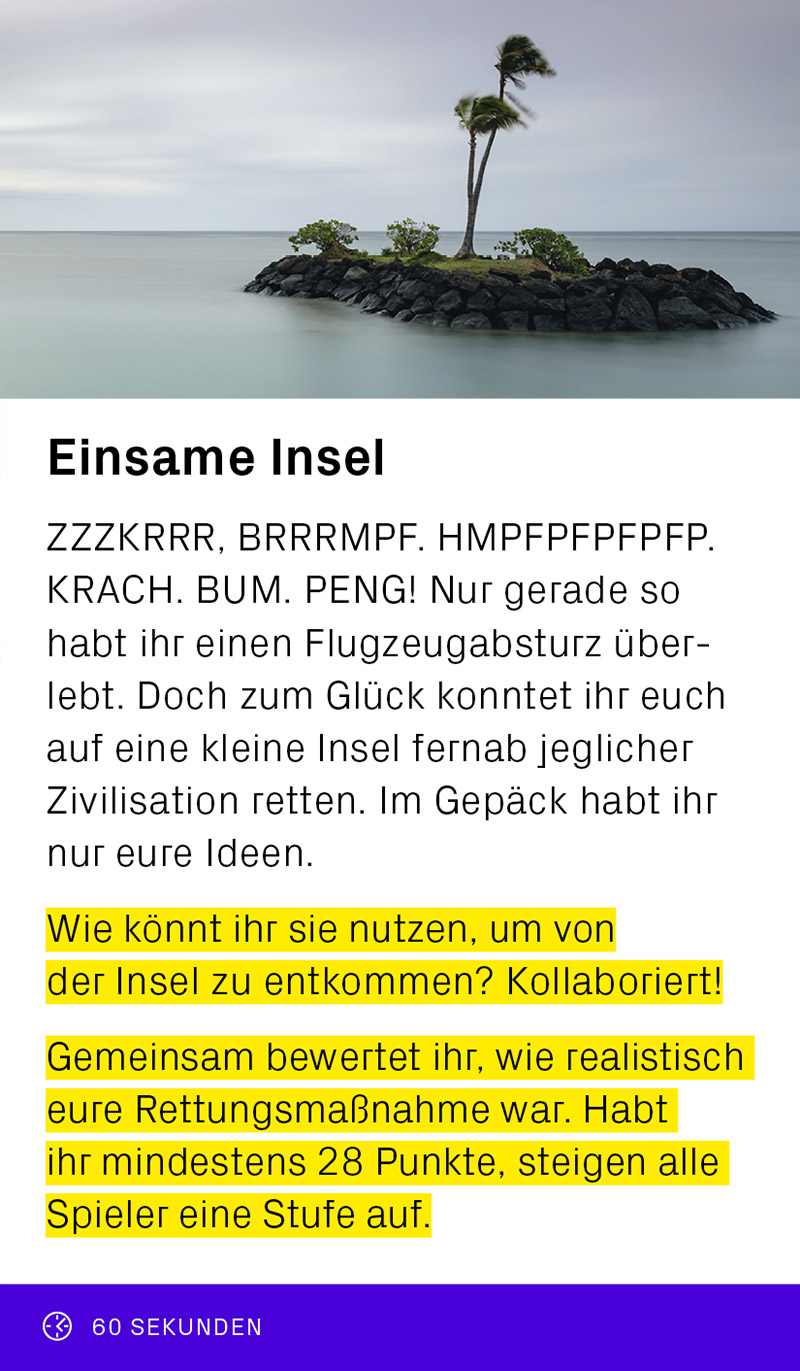 Einsame Insel
ZZZKRRR, BRRRMPF. HMPFPFPFPFP.
KRACH. BUM. PENG! Nur gerade so
habt ihr einen Flugzeugabsturz über-
lebt. Doch zum Glück konntet ihr euch
auf eine kleine Insel fernab jeglicher
Zivilisation retten. Im Gepäck habt ihr
nur eure Ideen.
Wie könnt ihr sie nutzen, um von
der Insel zu entkommen? Kollaboriert!
Gemeinsam bewertet ihr, wie realistisch
eure Rettungsmaßnahme war. Habt
ihr mindestens 28 Punkte, steigen alle
Spieler eine Stufe auf.
60 SEKUNDEN